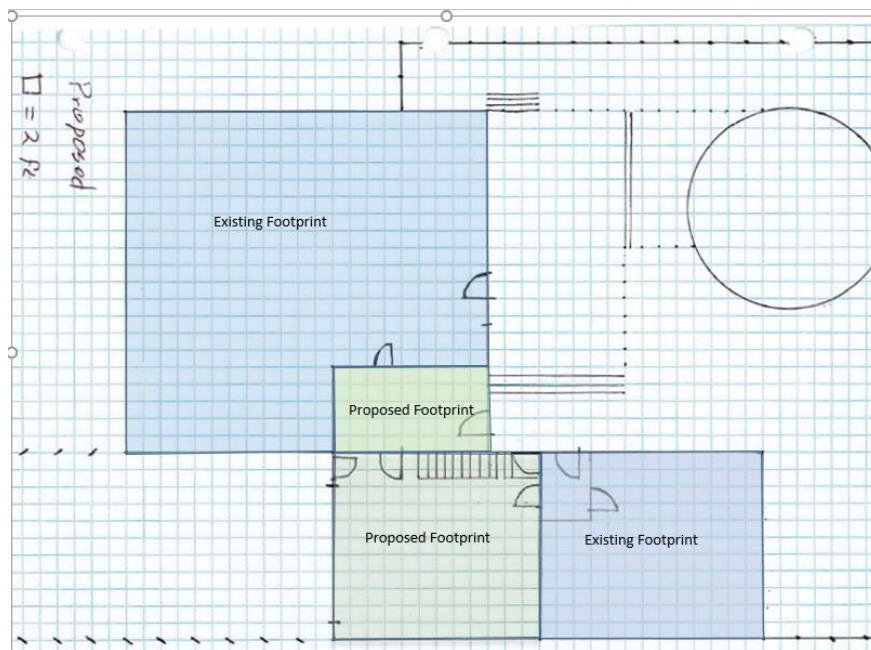 Proposed
□ = 2 ft
Existing Footprint
Proposed Footprint
Proposed Footprint
Existing Footprint